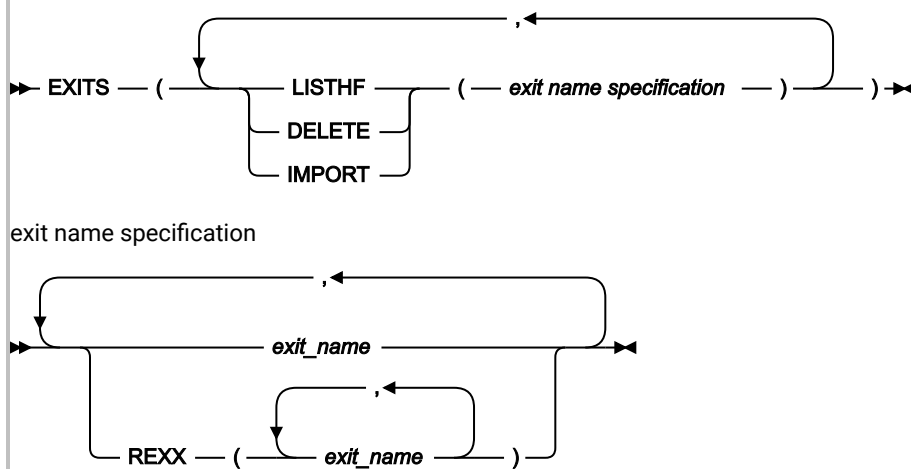 ,
EXITS ( LISTHF ( exit name specification ) )
DELETE
IMPORT
exit name specification
,
exit_name
,
REXX ( exit_name )